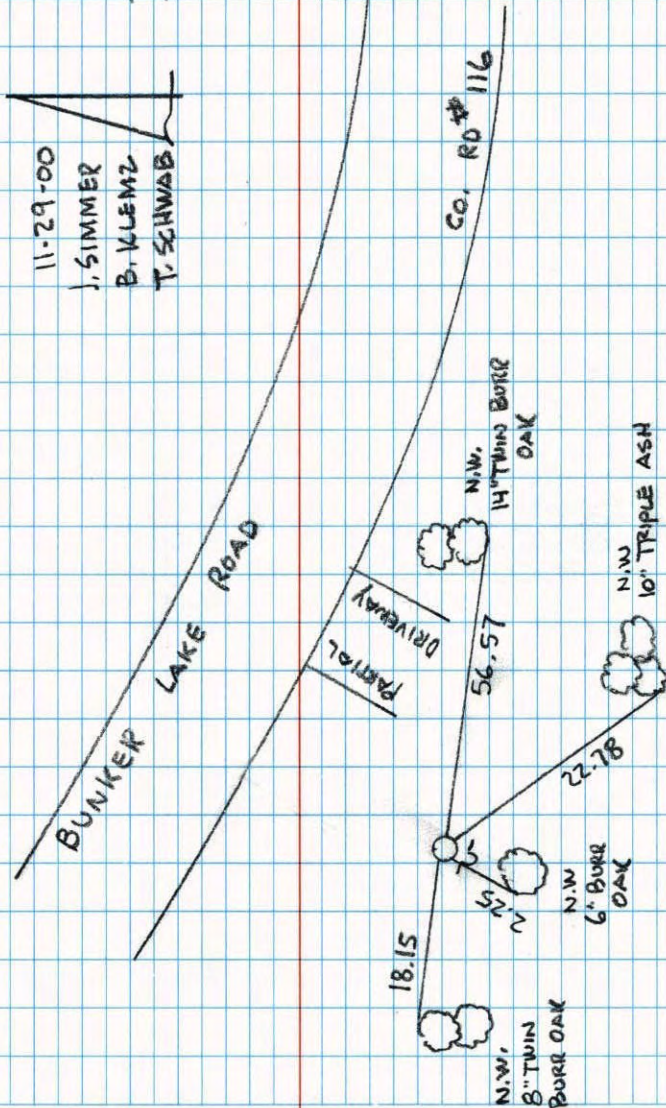 11-29-00
J. SIMMER
B. KLEMZ
T. SCHWAB
BUNKER LAKE ROAD
CO. RD # 116
PARTIAL
DRIVEWAY
N.W.
14" TWIN BURR
OAK
56.57
N.W
10" TRIPLE ASH
22.78
18.15
2.25
N.W
6" BURR
OAK
N.W.
8" TWIN
BURR OAK